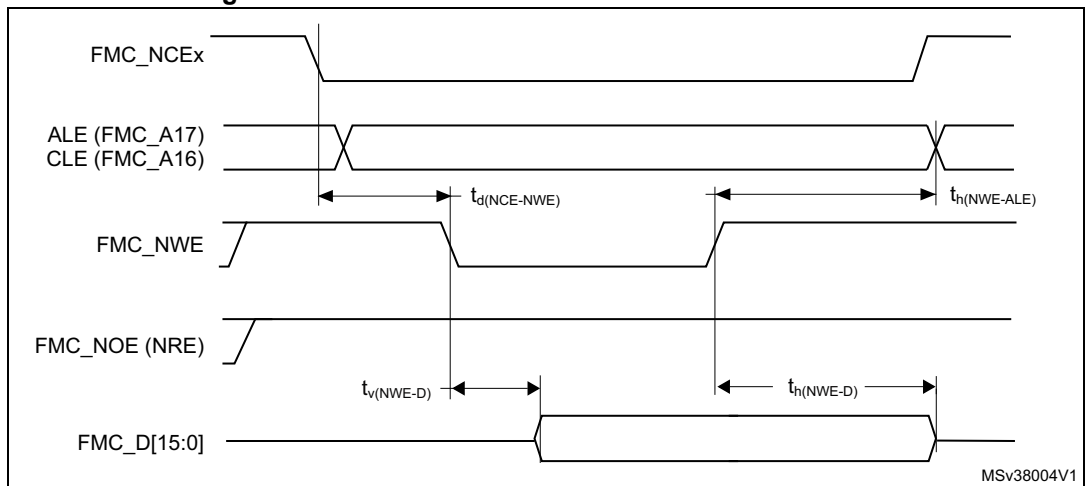 FMC_NCEx
ALE (FMC_A17)
CLE (FMC_A16)
td(NCE-NWE)
th(NWE-ALE)
FMC_NWE
FMC_NOE (NRE)
tv(NWE-D)
th(NWE-D)
FMC_D[15:0]
MSv38004V1